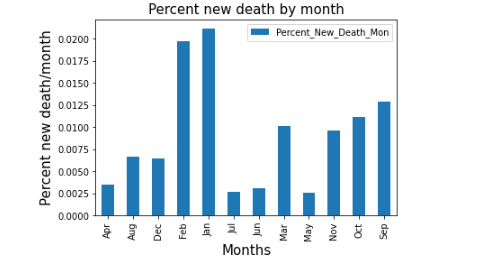 Percent new death by month
Percent_New_Death_Mon
Percent new death/month
0.0200
0.0175
0.0150
0.0125
0.0100
0.0075
0.0050
0.0025
0.0000
Apr
Aug
Dec
Feb
Jan
Jul
Jun
Mar
May
Nov
Oct
Sep
Months